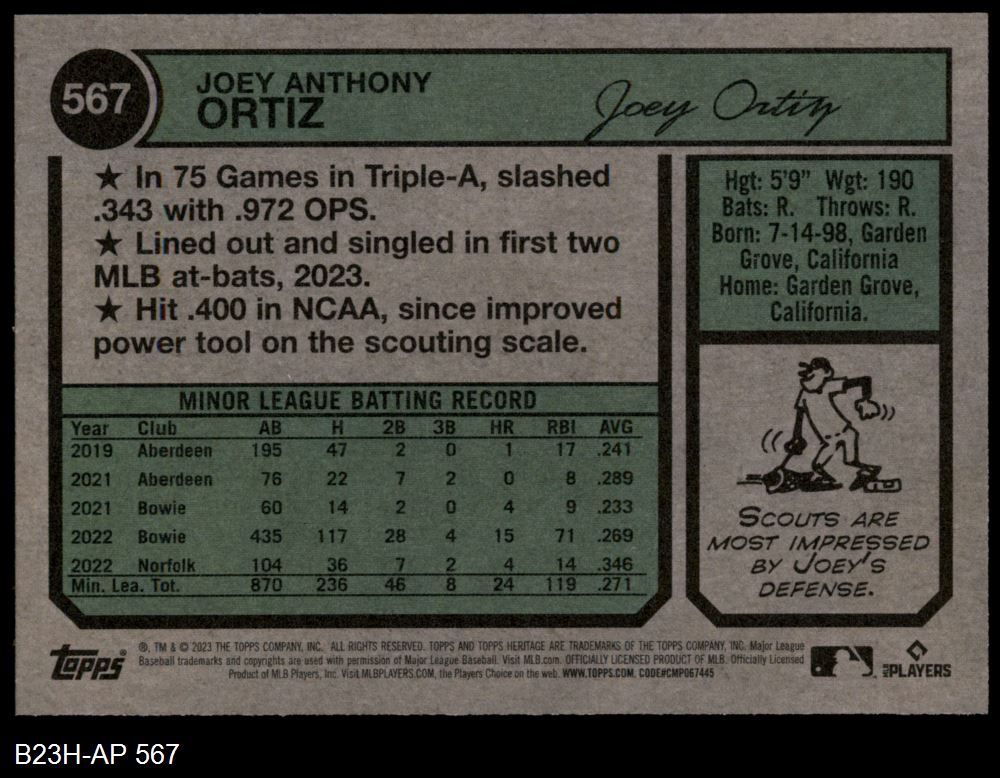 567
JOEY ANTHONY
ORTIZ
Joey Ortiz
★ In 75 Games in Triple-A, slashed
.343 with .972 OPS.
★ Lined out and singled in first two
MLB at-bats, 2023.
★ Hit .400 in NCAA, since improved
power tool on the scouting scale.
Hgt: 5'9" Wgt: 190
Bats: R. Throws: R.
Born: 7-14-98, Garden
Grove, California
Home: Garden Grove,
California.
MINOR LEAGUE BATTING RECORD
Year Club AB H 2B 3B HR RBI AVG
2019 Aberdeen 195 47 2 0 1 17 .241
2021 Aberdeen 76 22 7 2 0 8 .289
2021 Bowie 60 14 2 0 4 9 .233
2022 Bowie 435 117 28 4 15 71 .269
2022 Norfolk 104 36 7 2 4 14 .346
Min. Lea. Tot. 870 236 46 8 24 119 .271
SCOUTS ARE
MOST IMPRESSED
BY JOEY'S
DEFENSE.
topps
®, TM & © 2023 THE TOPPS COMPANY, INC. ALL RIGHTS RESERVED. TOPPS AND TOPPS HERITAGE ARE TRADEMARKS OF THE TOPPS COMPANY, INC. Major League
Baseball trademarks and copyrights are used with permission of Major League Baseball. Visit MLB.com. OFFICIALLY LICENSED PRODUCT OF MLB. Officially Licensed
Product of MLB Players, Inc. Visit MLBPLAYERS.COM, the Players Choice on the web. WWW.TOPPS.COM. CODE#CMP067445
MLB PLAYERS
B23H-AP 567